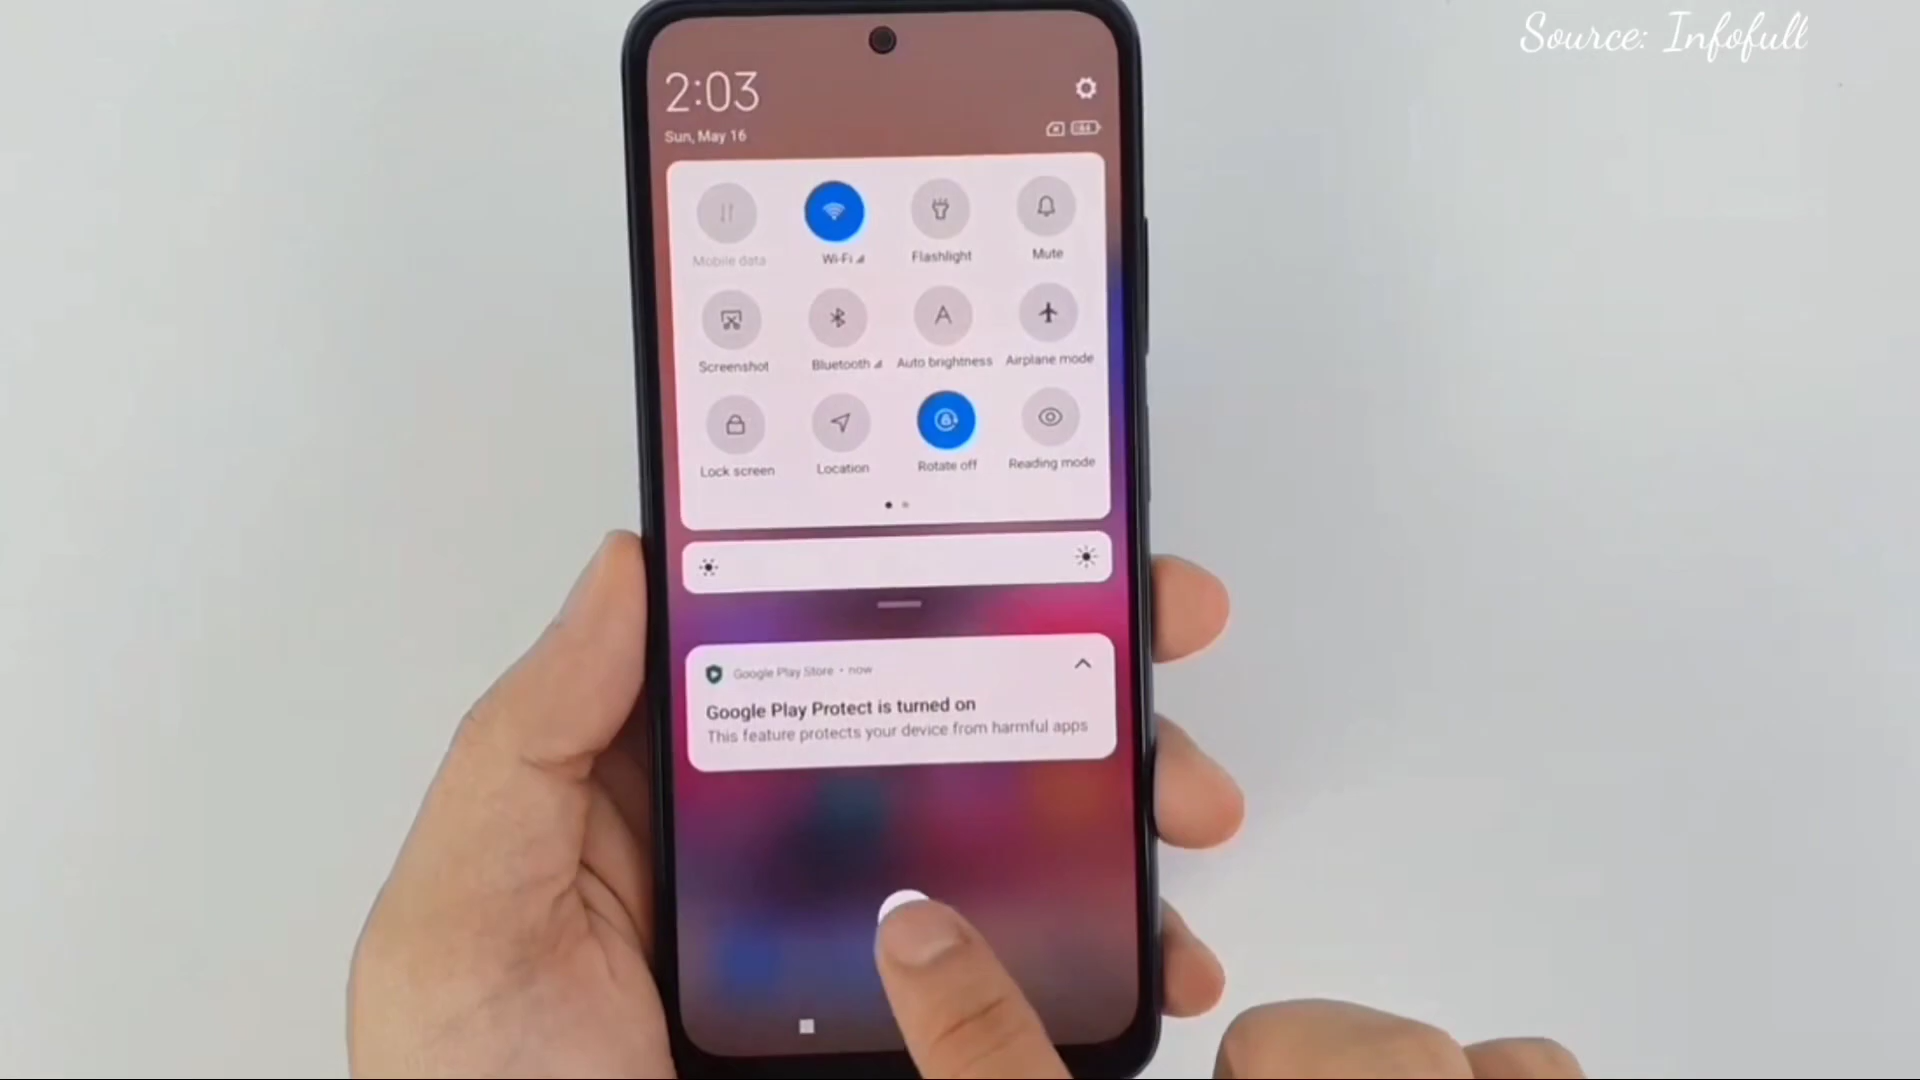 Source: Infofull
2:03
Sun, May 16
Mobile data
Wi-Fi
Flashlight
Mute
Screenshot
Bluetooth
A
Auto brightness
Airplane mode
Lock screen
Location
Rotate off
Reading mode
Google Play Store • now
Google Play Protect is turned on
This feature protects your device from harmful apps